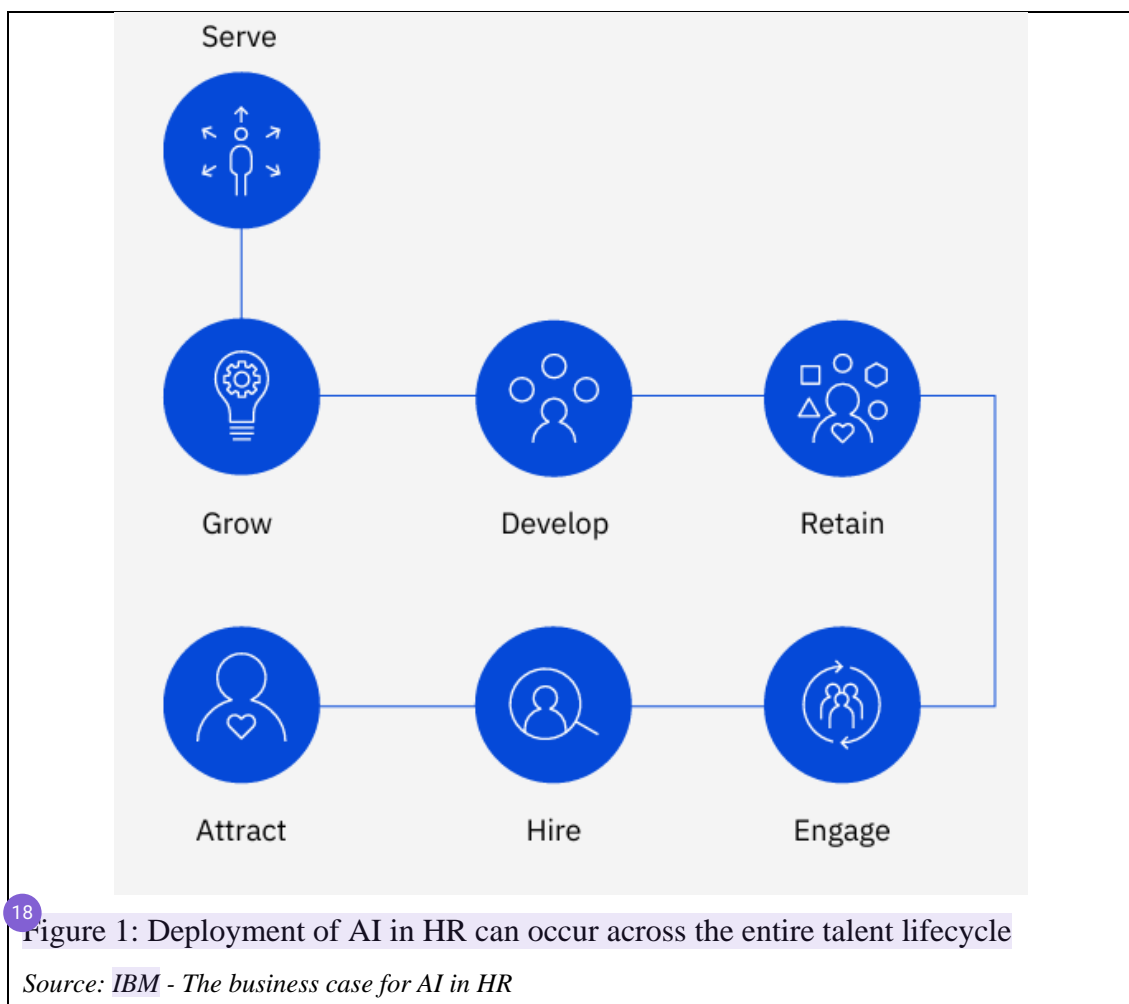 Serve
Grow Develop Retain
Attract Hire Engage
18
Figure 1: Deployment of AI in HR can occur across the entire talent lifecycle
Source: IBM - The business case for AI in HR